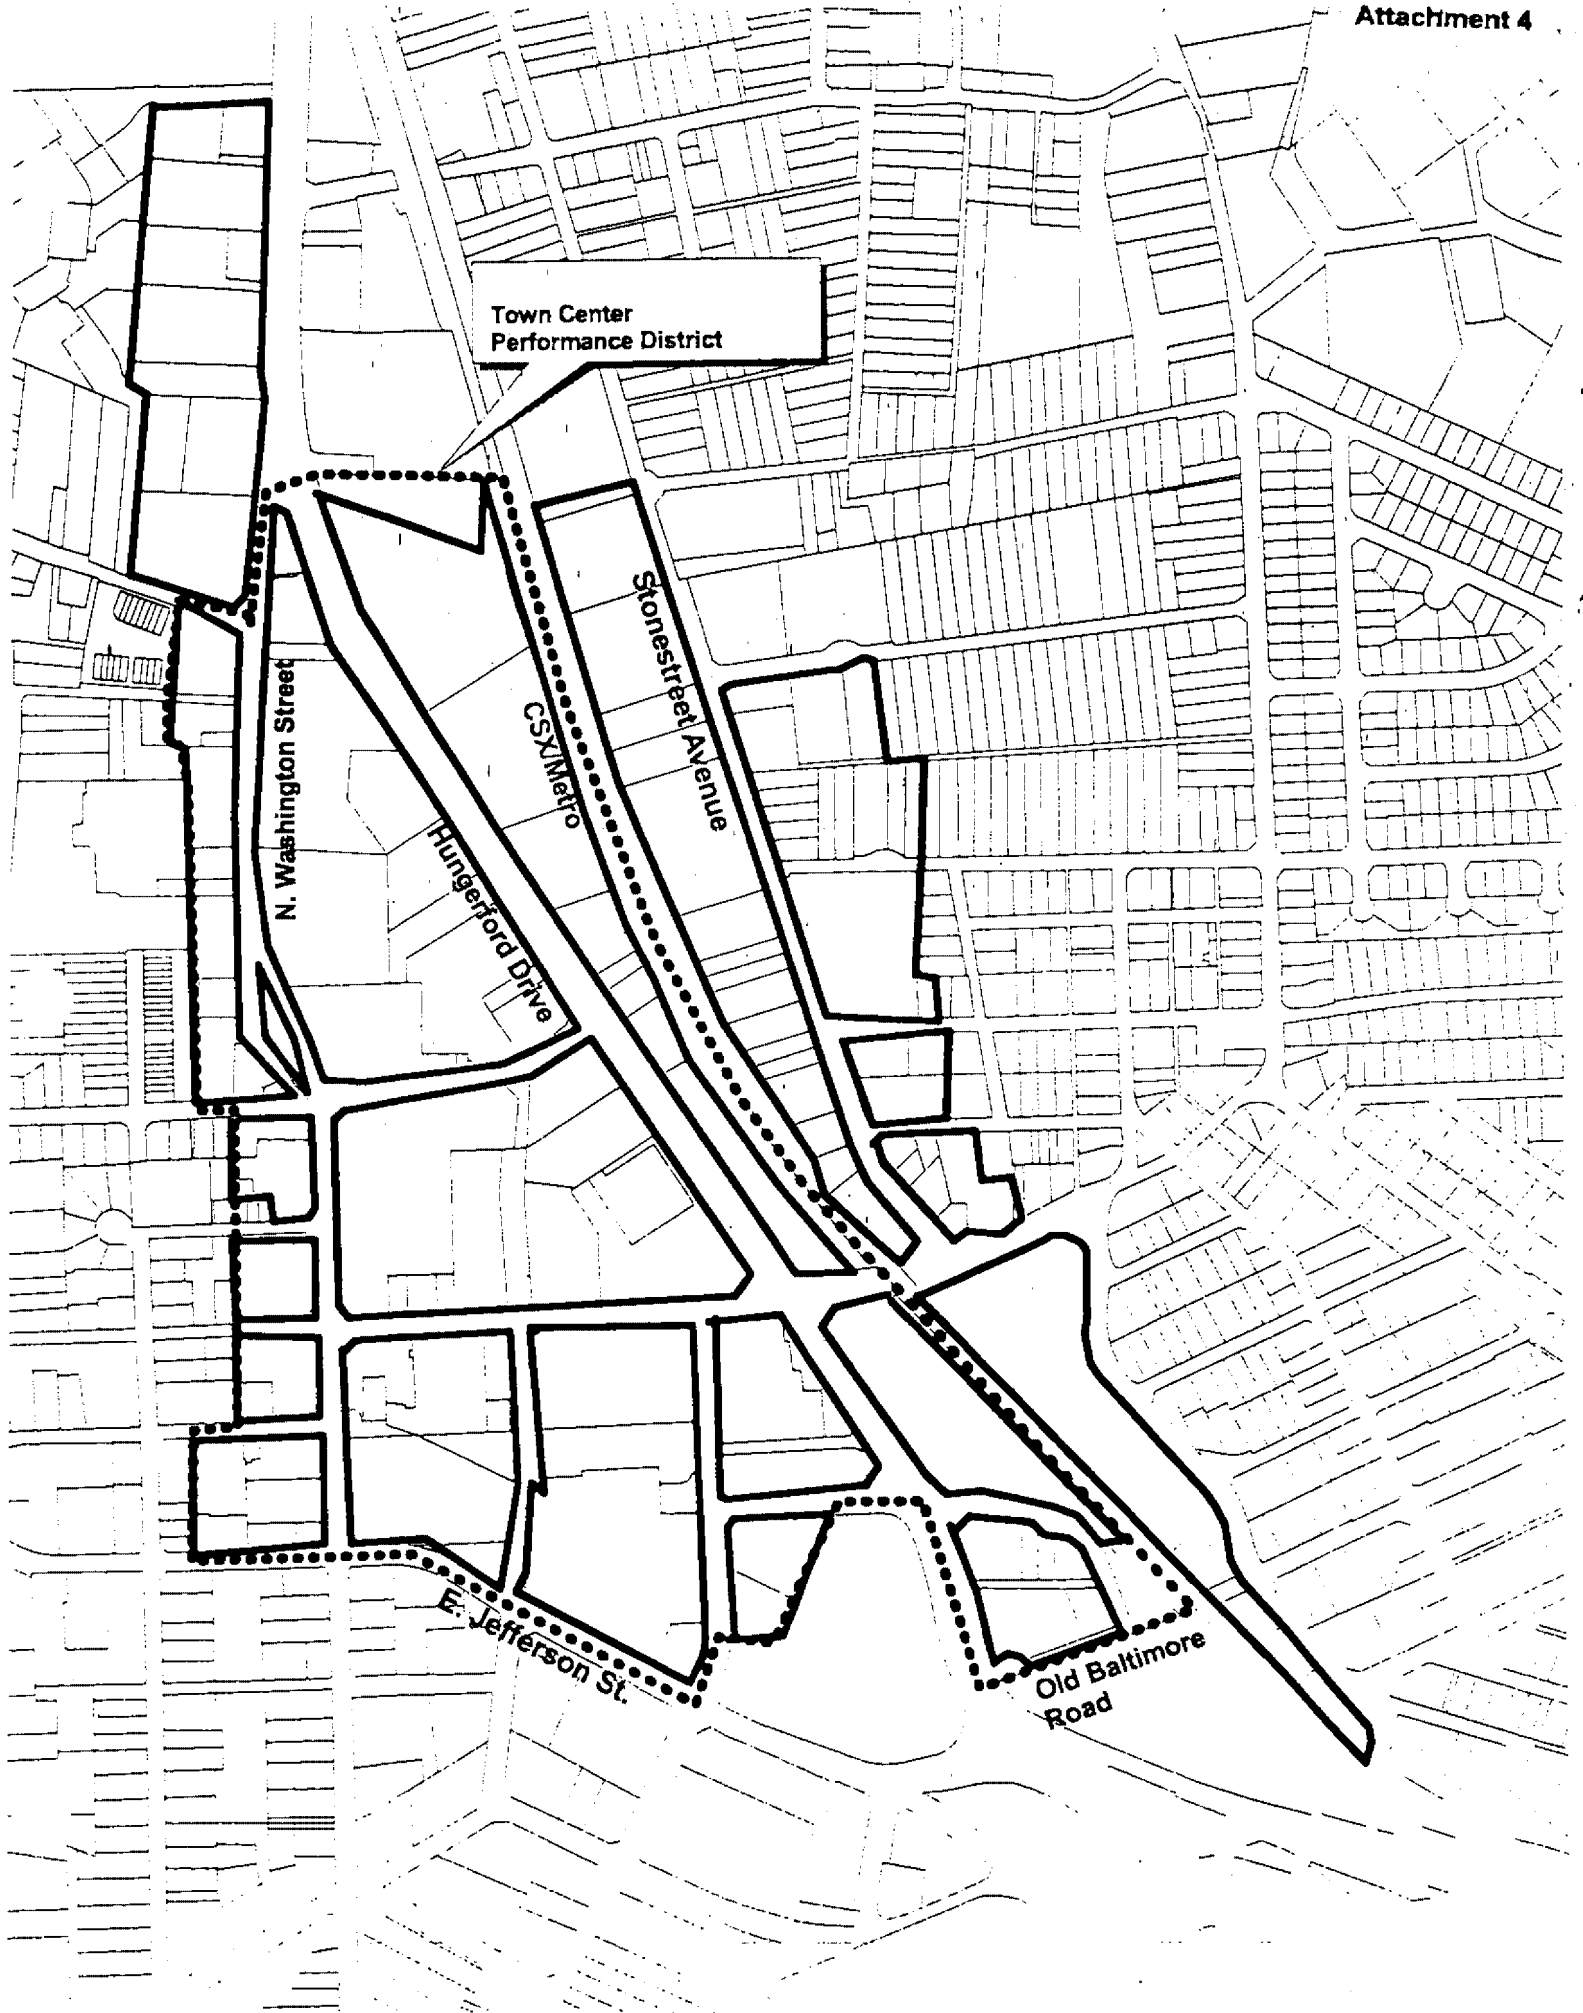 Attachment 4
Town Center
Performance District
Stonestreet Avenue
CSX/Metro
N. Washington Street
Hungerford Drive
E. Jefferson St.
Old Baltimore
Road